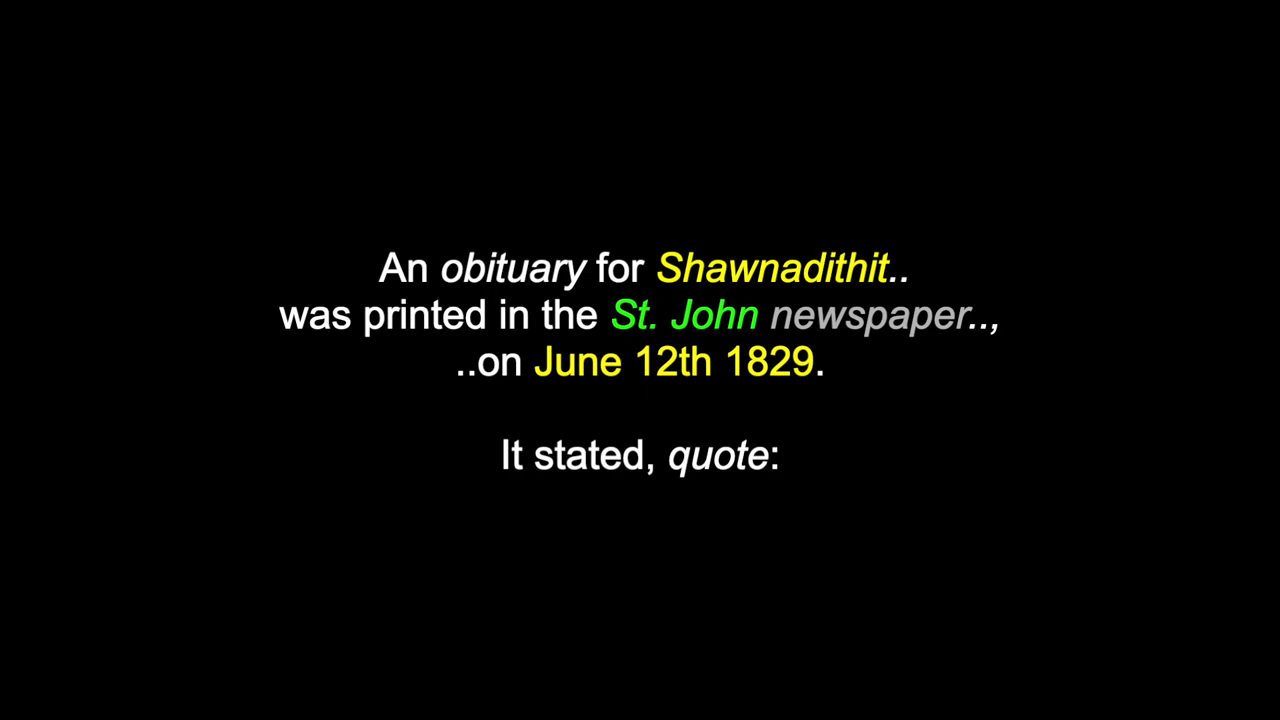 An obituary for Shawnadithit..
was printed in the St. John newspaper..,
..on June 12th 1829.
It stated, quote: